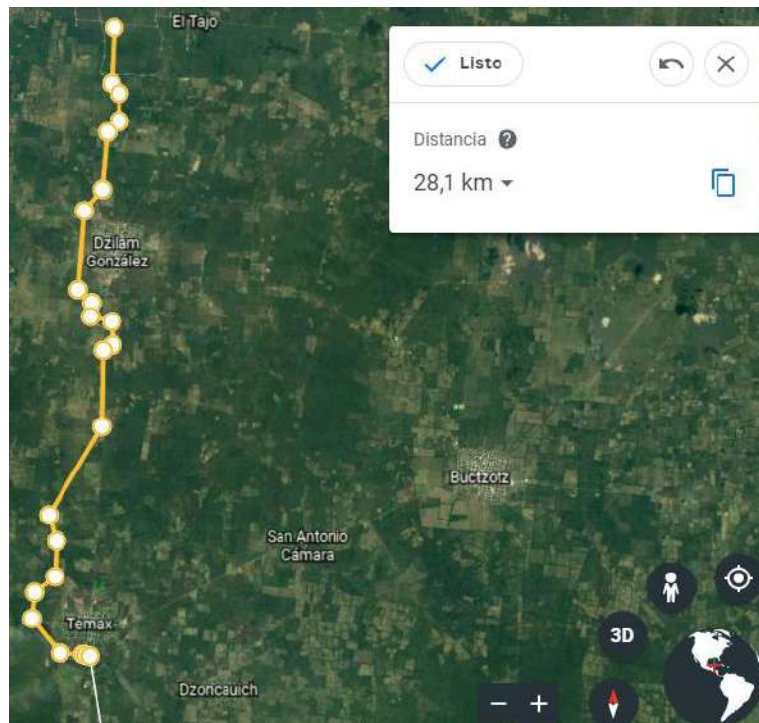 El Tajo
Listo
Distancia
28,1 km
Dzilam
González
Buctzotz
San Antonio
Cámara
Temax
3D
Dzoncauich